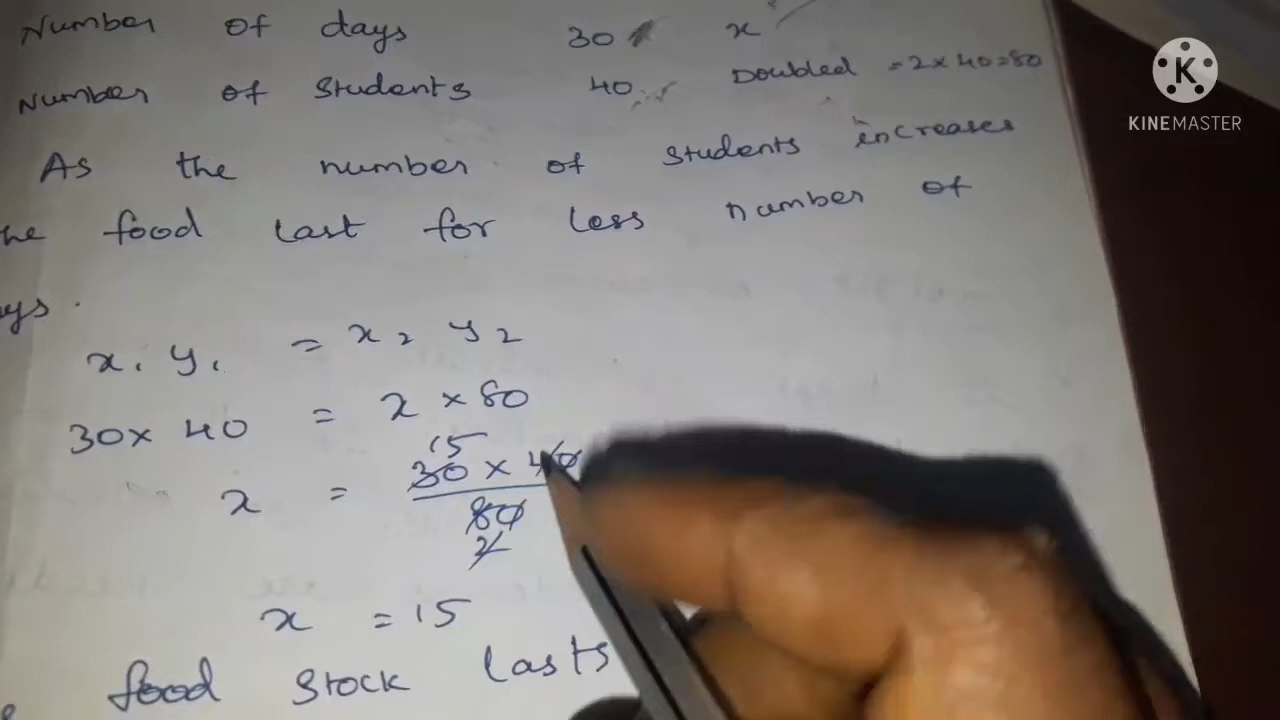 Number of days 30 x
Number of students 40 Doubled = 2 × 40 = 80
As the number of students increases
he food last for less number of
ays.
x₁ y₁ = x₂ y₂
30 × 40 = x × 80
15
x = 30 × 40
80
2
x = 15
food stock lasts
K
KINEMASTER